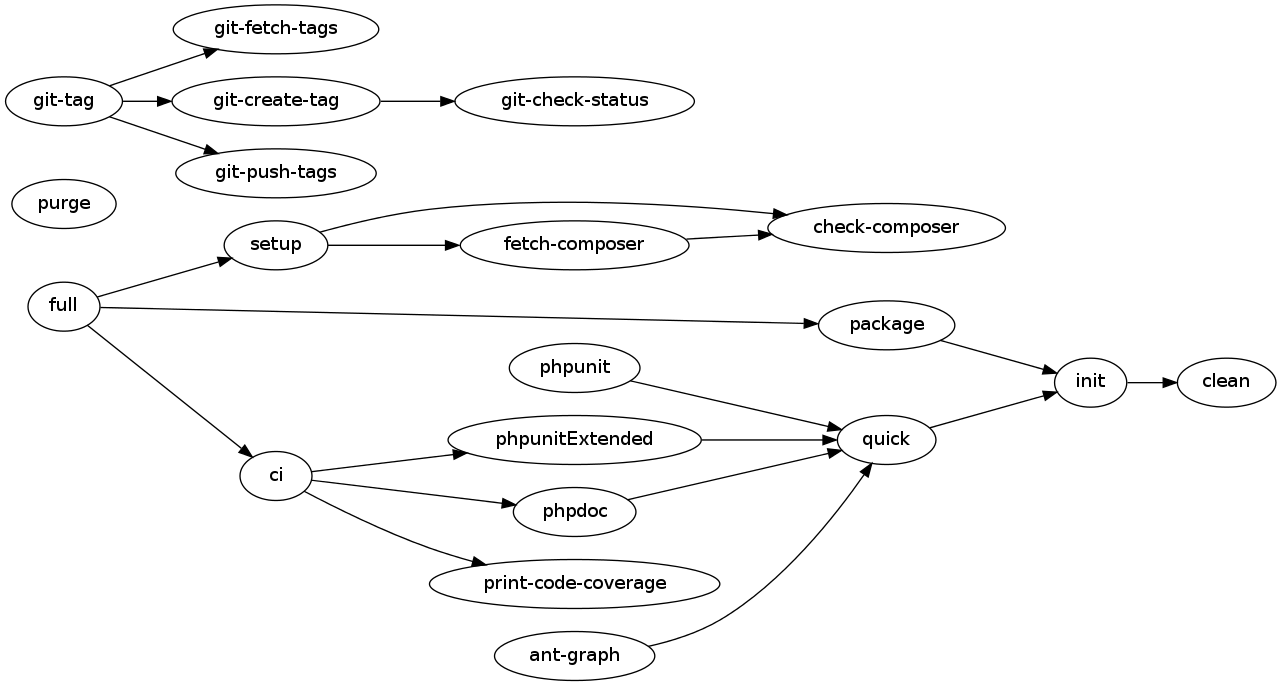 git-fetch-tags
git-tag
git-create-tag
git-check-status
git-push-tags
purge
setup
fetch-composer
check-composer
full
package
phpunit
init
clean
phpunitExtended
quick
ci
phpdoc
print-code-coverage
ant-graph